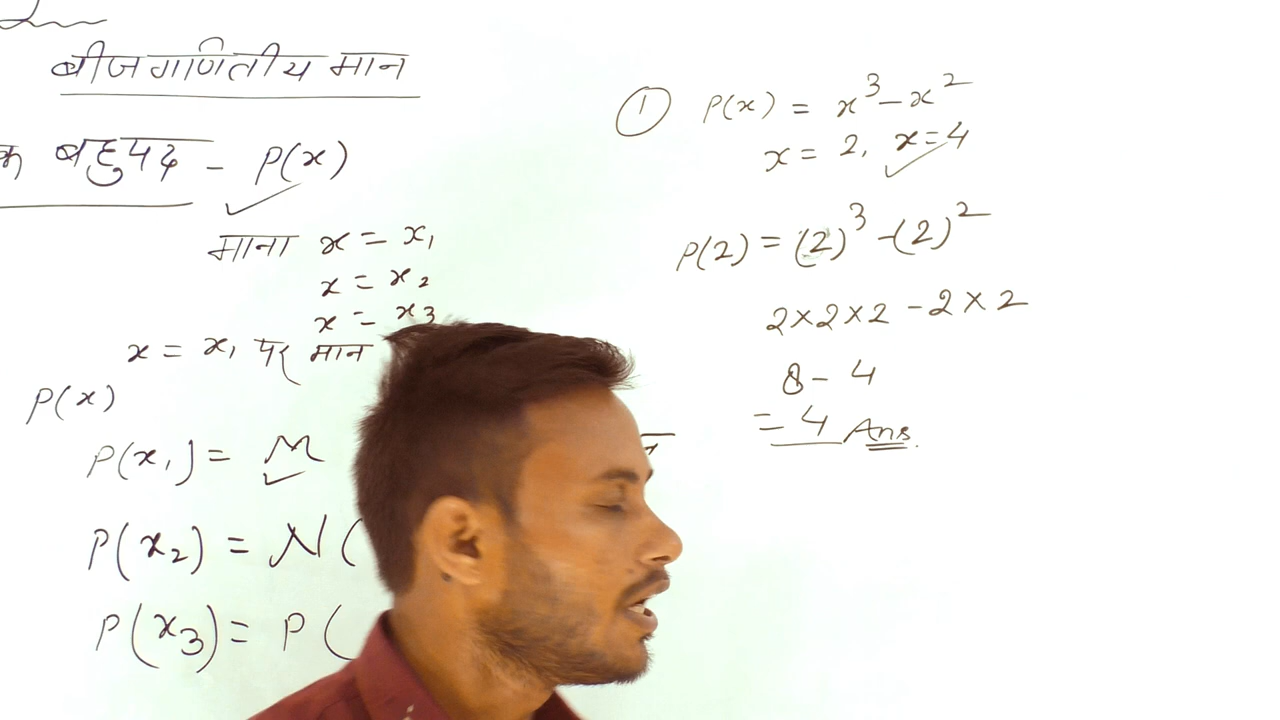 बीजगणितीय मान
क बहुपद - P(x)
माना x = x₁
x = x₂
x = x₃
x = x₁ पर मान
P(x)
P(x₁) = M
P(x₂) = N (
P(x₃) = P (
① P(x) = x³ - x²
x = 2, x = 4
P(2) = (2)³ - (2)²
2×2×2 - 2×2
8 - 4
= 4 Ans.